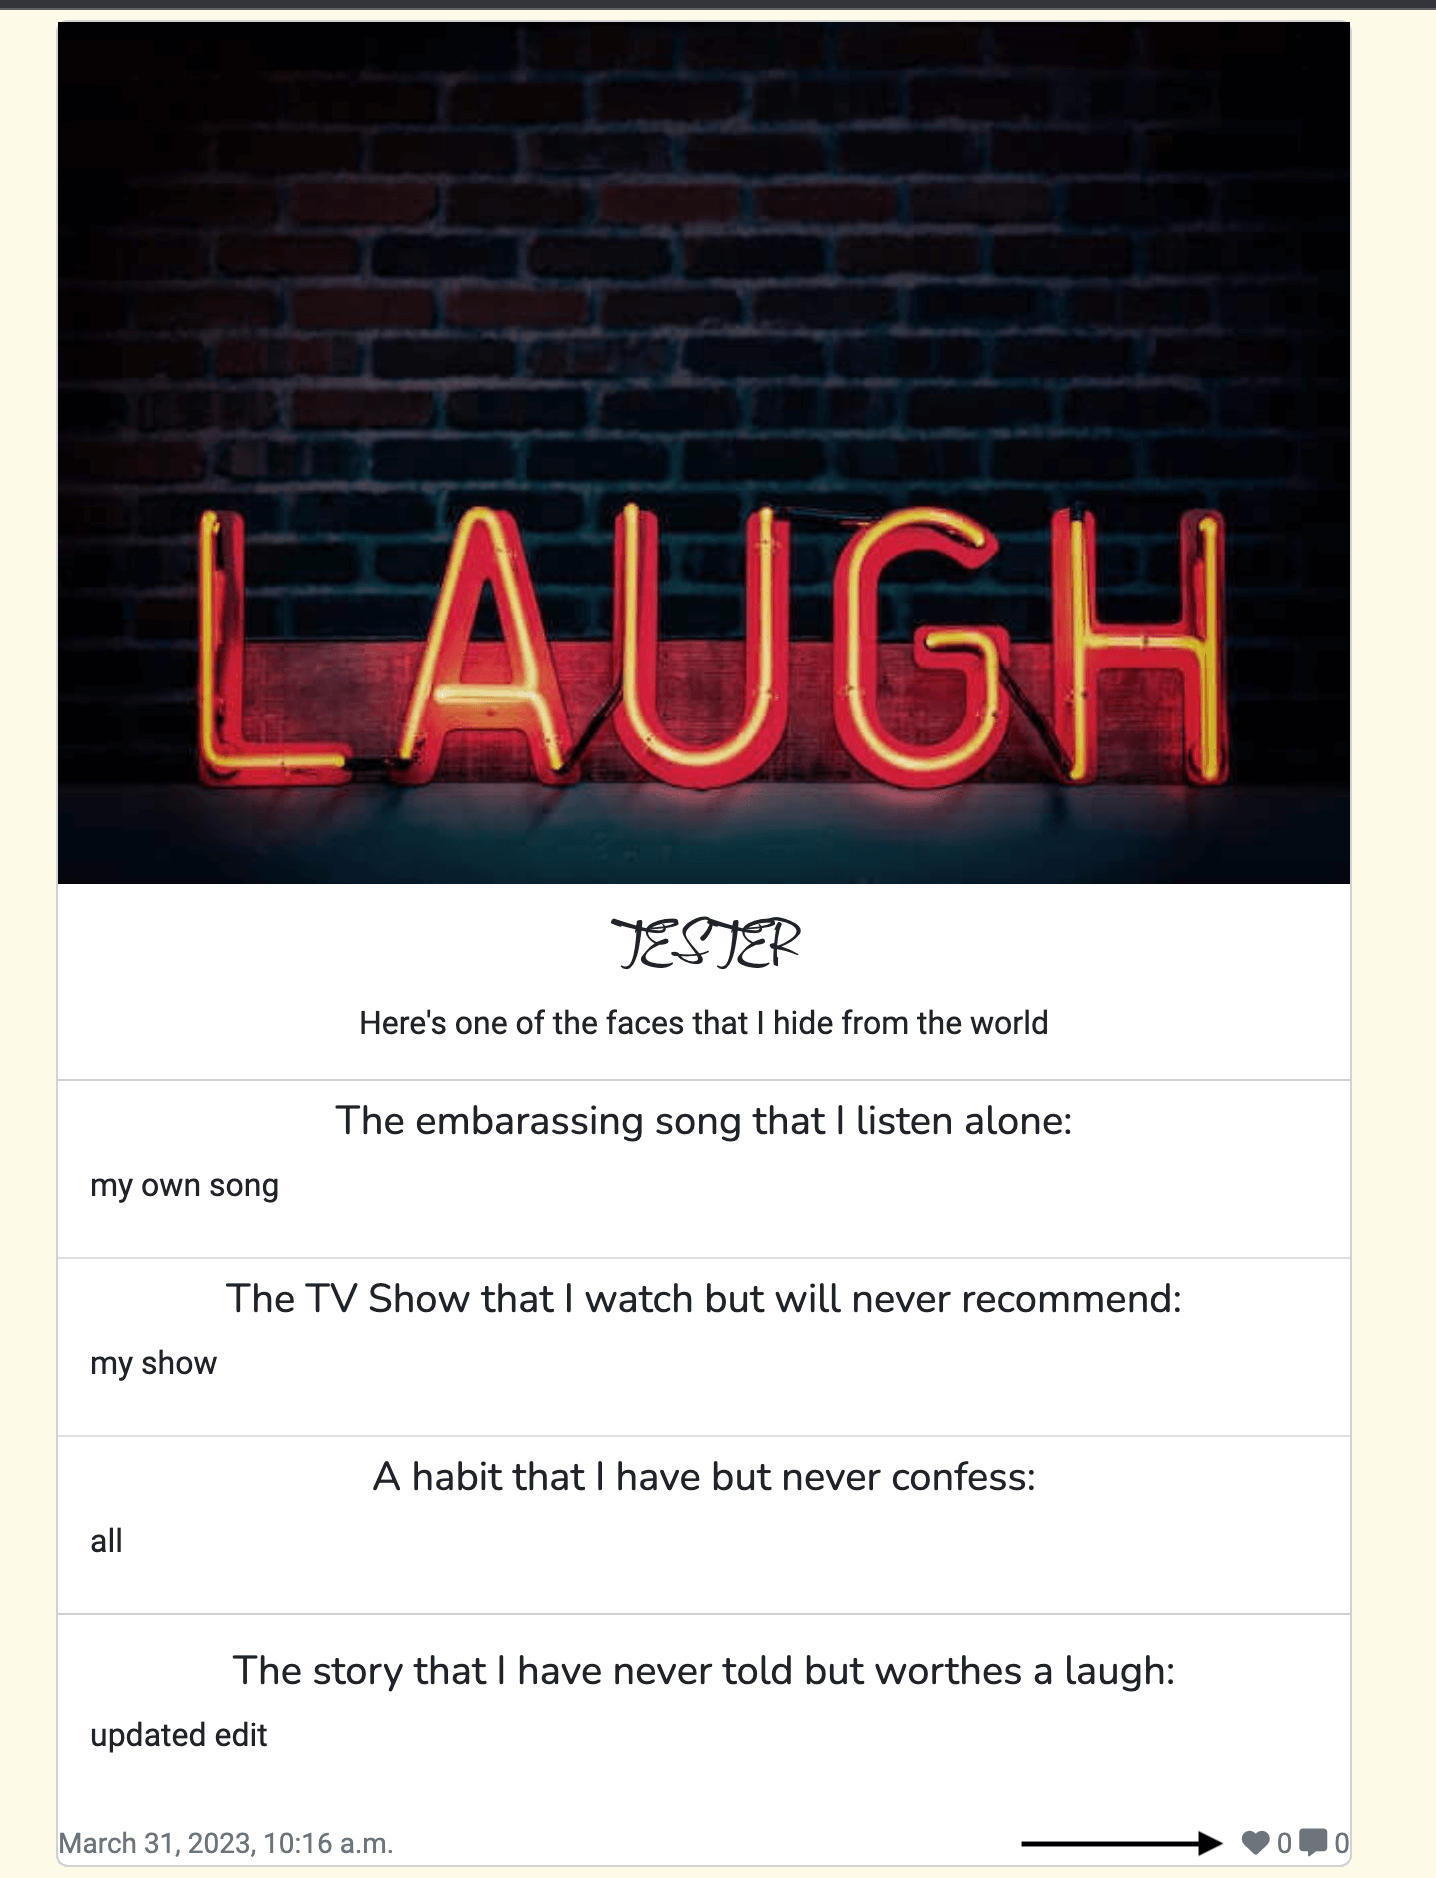 LAUGH
TESTER
Here's one of the faces that I hide from the world
The embarassing song that I listen alone:
my own song
The TV Show that I watch but will never recommend:
my show
A habit that I have but never confess:
all
The story that I have never told but worthes a laugh:
updated edit
March 31, 2023, 10:16 a.m. 0 0